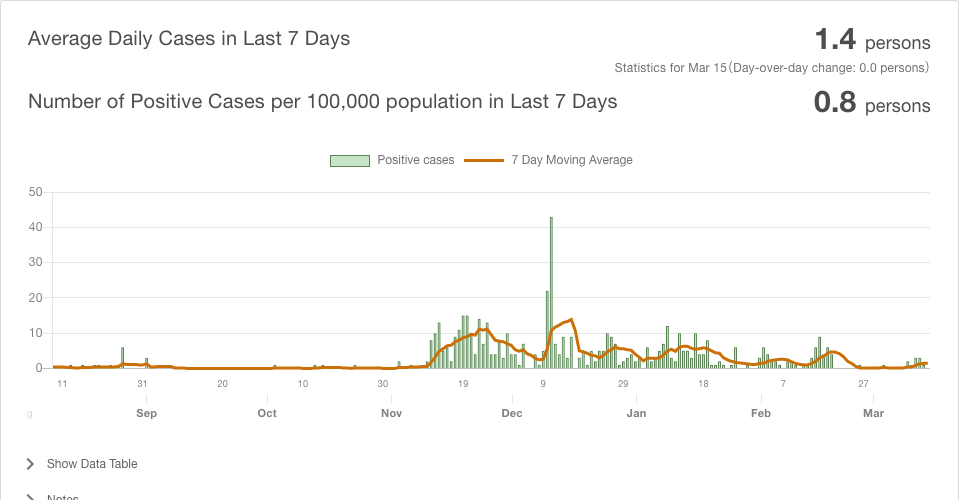 Average Daily Cases in Last 7 Days
1.4 persons
Statistics for Mar 15(Day-over-day change: 0.0 persons)
Number of Positive Cases per 100,000 population in Last 7 Days
0.8 persons
Positive cases 7 Day Moving Average
50
40
30
20
10
0
11 31 20 10 30 19 9 29 18 7 27
g Sep Oct Nov Dec Jan Feb Mar
Show Data Table
Notes